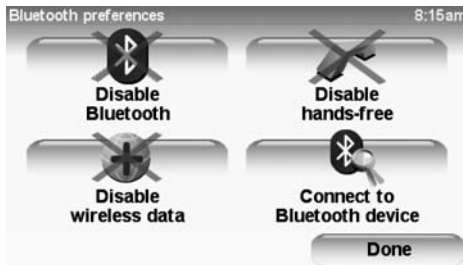 Bluetooth preferences 8:15am
Disable
Bluetooth
Disable
hands-free
Disable
wireless data
Connect to
Bluetooth device
Done